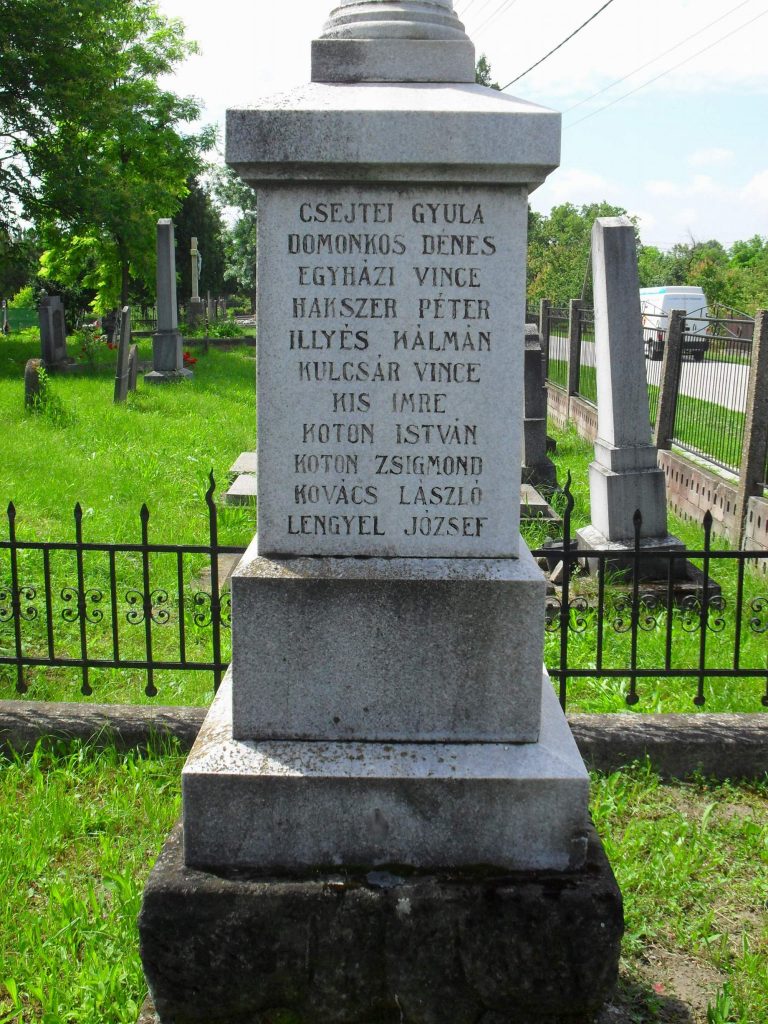 CSEJTEI GYULA
DOMONKOS DÉNES
EGYHÁZI VINCE
HAKSZER PÉTER
ILLYÉS KÁLMÁN
KULCSÁR VINCE
KIS IMRE
KOTON ISTVÁN
KOTON ZSIGMOND
KOVÁCS LÁSZLÓ
LENGYEL JÓZSEF